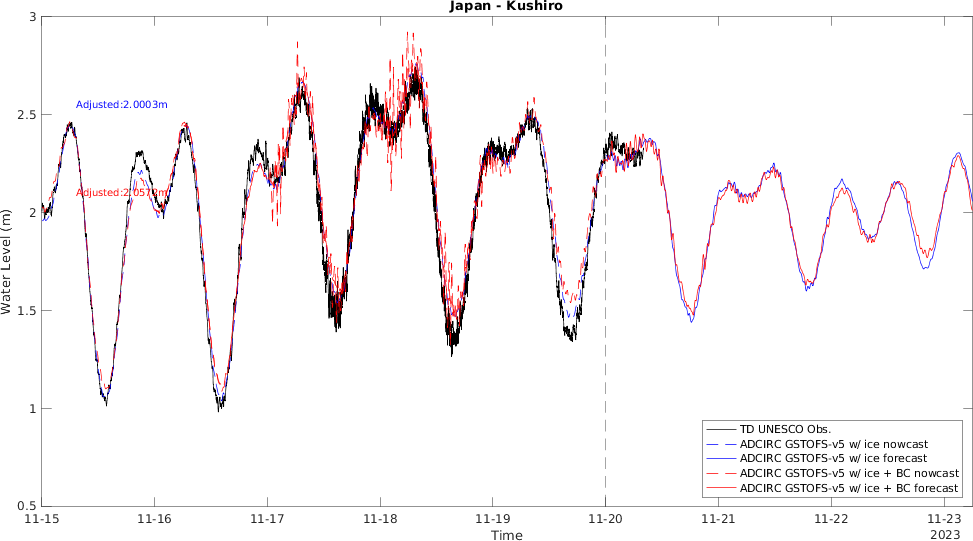 Japan - Kushiro
3
2.5
2
1.5
1
0.5
Water Level (m)
Adjusted:2.0003m
Adjusted:2.0572m
TD UNESCO Obs.
ADCIRC GSTOFS-v5 w/ ice nowcast
ADCIRC GSTOFS-v5 w/ ice forecast
ADCIRC GSTOFS-v5 w/ ice + BC nowcast
ADCIRC GSTOFS-v5 w/ ice + BC forecast
11-15 11-16 11-17 11-18 11-19 11-20 11-21 11-22 11-23
2023
Time